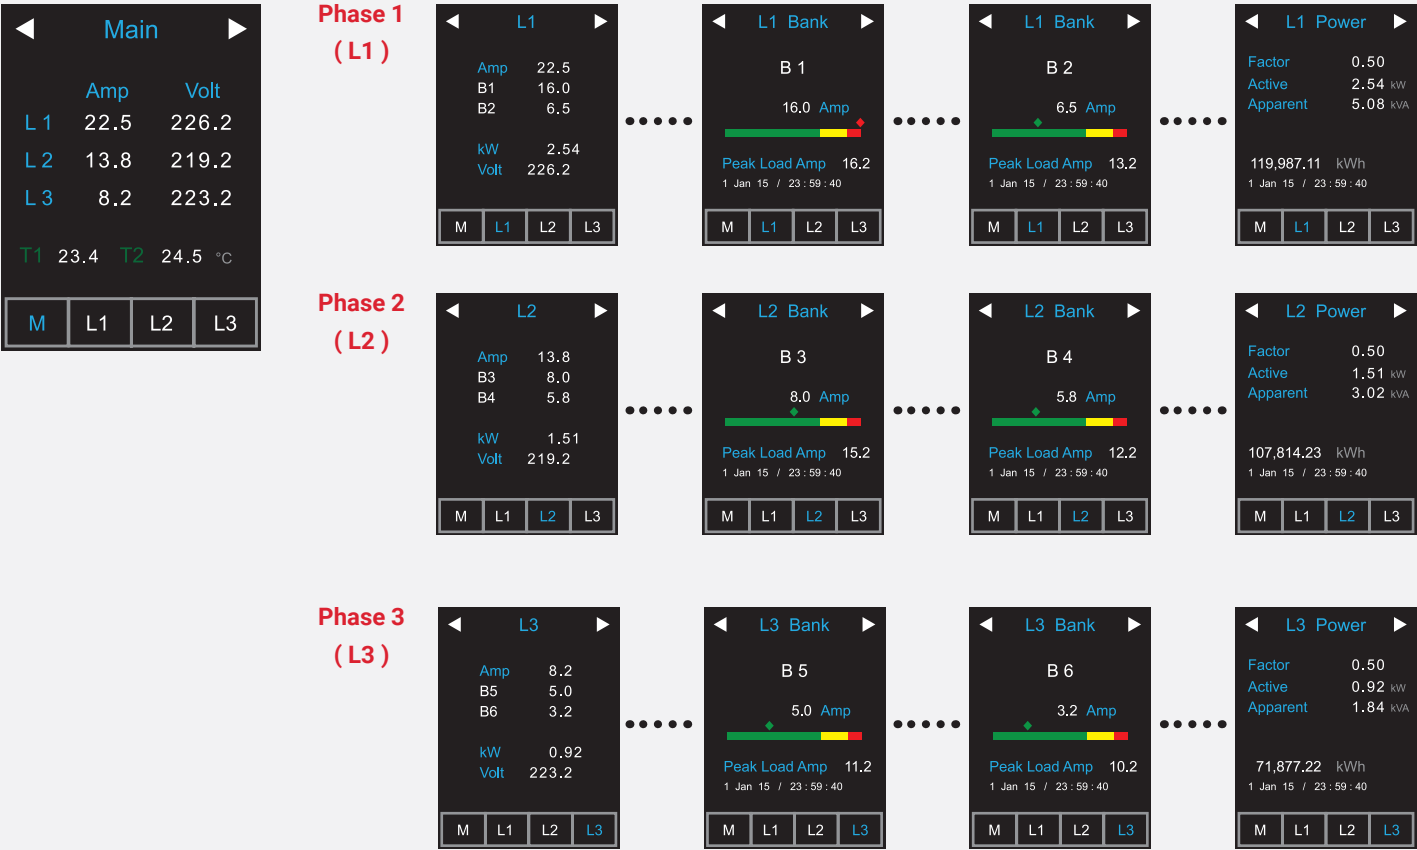 Main
Amp Volt
L 1 22.5 226.2
L 2 13.8 219.2
L 3 8.2 223.2
T1 23.4 T2 24.5 °C
M L1 L2 L3
Phase 1
( L1 )
L1
Amp 22.5
B1 16.0
B2 6.5
kW 2.54
Volt 226.2
M L1 L2 L3
L1 Bank
B 1
16.0 Amp
Peak Load Amp 16.2
1 Jan 15 / 23 : 59 : 40
M L1 L2 L3
L1 Bank
B 2
6.5 Amp
Peak Load Amp 13.2
1 Jan 15 / 23 : 59 : 40
M L1 L2 L3
L1 Power
Factor 0.50
Active 2.54 kW
Apparent 5.08 kVA
119,987.11 kWh
1 Jan 15 / 23 : 59 : 40
M L1 L2 L3
Phase 2
( L2 )
L2
Amp 13.8
B3 8.0
B4 5.8
kW 1.51
Volt 219.2
M L1 L2 L3
L2 Bank
B 3
8.0 Amp
Peak Load Amp 15.2
1 Jan 15 / 23 : 59 : 40
M L1 L2 L3
L2 Bank
B 4
5.8 Amp
Peak Load Amp 12.2
1 Jan 15 / 23 : 59 : 40
M L1 L2 L3
L2 Power
Factor 0.50
Active 1.51 kW
Apparent 3.02 kVA
107,814.23 kWh
1 Jan 15 / 23 : 59 : 40
M L1 L2 L3
Phase 3
( L3 )
L3
Amp 8.2
B5 5.0
B6 3.2
kW 0.92
Volt 223.2
M L1 L2 L3
L3 Bank
B 5
5.0 Amp
Peak Load Amp 11.2
1 Jan 15 / 23 : 59 : 40
M L1 L2 L3
L3 Bank
B 6
3.2 Amp
Peak Load Amp 10.2
1 Jan 15 / 23 : 59 : 40
M L1 L2 L3
L3 Power
Factor 0.50
Active 0.92 kW
Apparent 1.84 kVA
71,877.22 kWh
1 Jan 15 / 23 : 59 : 40
M L1 L2 L3